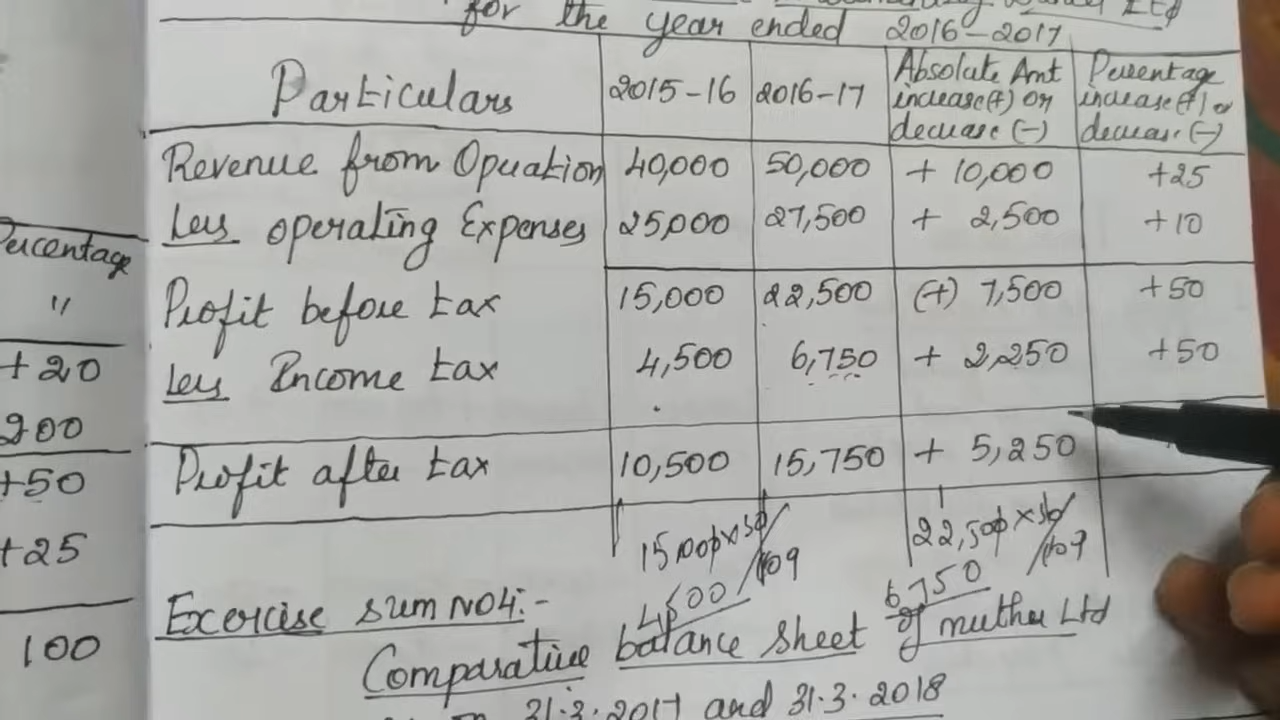 for the year ended 2016-2017
Particulars 2015-16 2016-17 Absolute Amt increase(+) or decrease (-) Percentage increase(+) or decrease (-)
Revenue from Operation 40,000 50,000 + 10,000 +25
Less operating Expenses 25,000 27,500 + 2,500 +10
Profit before tax 15,000 22,500 (+) 7,500 +50
Less Income tax 4,500 6,750 + 2,250 +50
Profit after tax 10,500 15,750 + 5,250
15,000×30/100 22,500×30/100
4,500 6,750
Excercise sum NO4:-
Comparative balance sheet of muthu Ltd
31.3.2017 and 31.3.2018
Percentage
"
+20
200
+50
+25
100